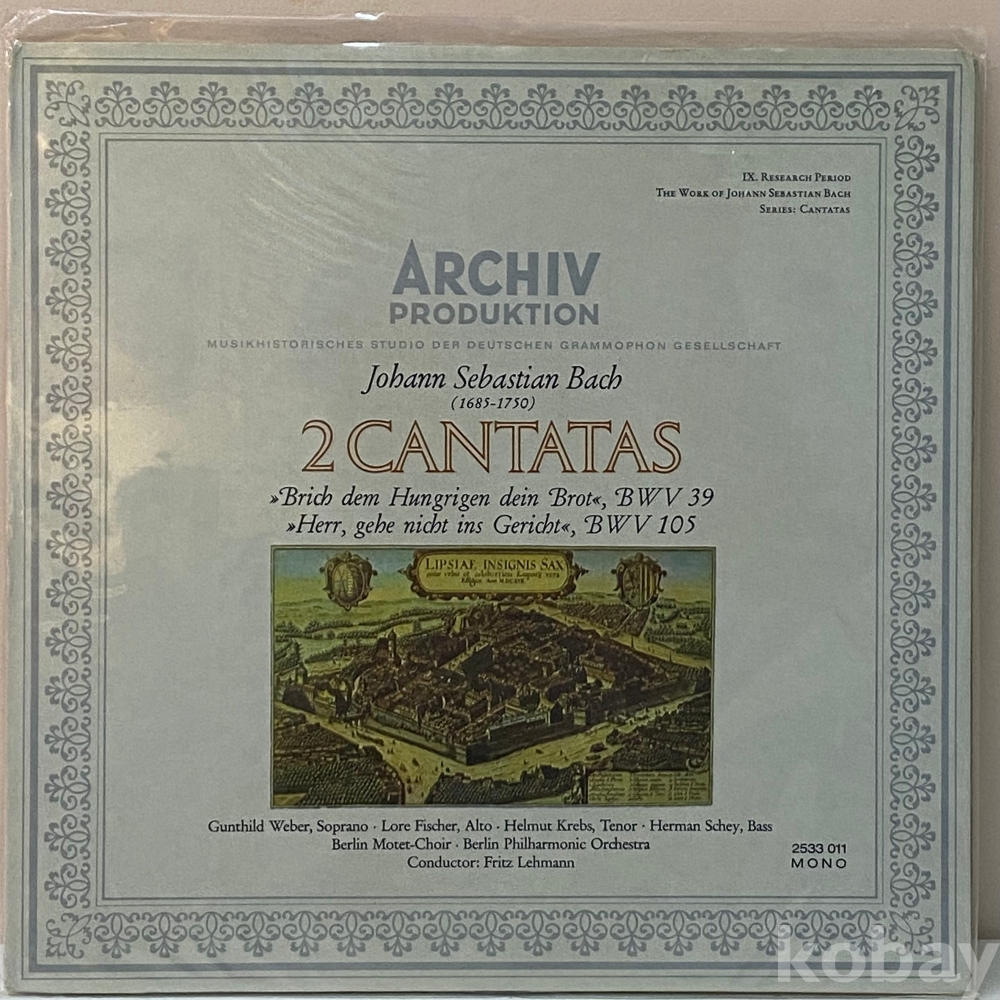 IX. RESEARCH PERIOD
THE WORK OF JOHANN SEBASTIAN BACH
SERIES: CANTATAS
ARCHIV
PRODUKTION
MUSIKHISTORISCHES STUDIO DER DEUTSCHEN GRAMMOPHON GESELLSCHAFT
Johann Sebastian Bach
(1685-1750)
2 CANTATAS
»Brich dem Hungrigen dein Brot«, BWV 39
»Herr, gehe nicht ins Gericht«, BWV 105
LIPSIAE INSIGNIS SAX
Gunthild Weber, Soprano · Lore Fischer, Alto · Helmut Krebs, Tenor · Herman Schey, Bass
Berlin Motet-Choir · Berlin Philharmonic Orchestra
Conductor: Fritz Lehmann
2533 011
MONO
kobay